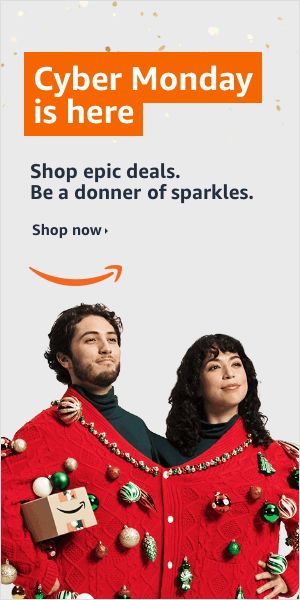 Cyber Monday
is here
Shop epic deals.
Be a donner of sparkles.
Shop now